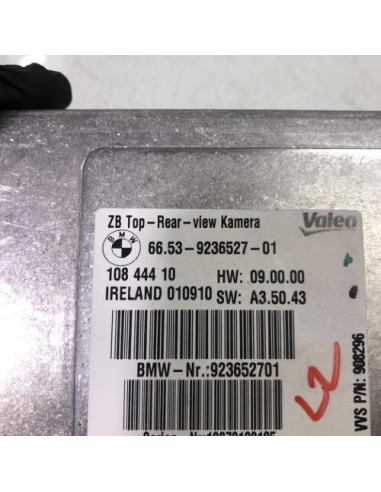 ZB Top-Rear-view Kamera
Valeo
BMW
66.53-9236527-01
108 444 10 HW: 09.00.00
IRELAND 010910 SW: A3.50.43
BMW-Nr.:923652701
VVS P/N: 908296